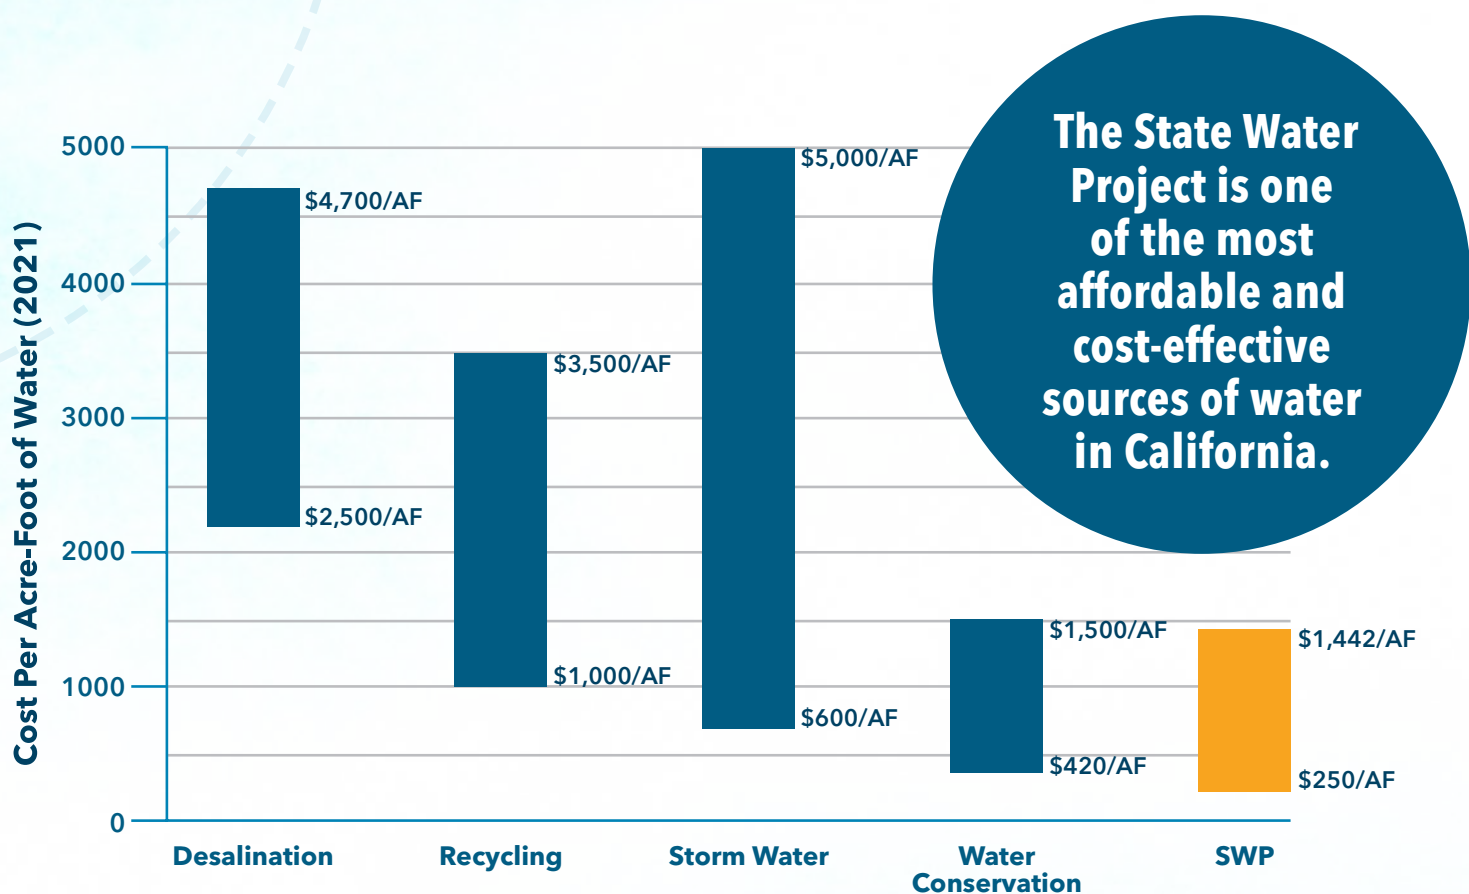 The State Water
Project is one
of the most
affordable and
cost-effective
sources of water
in California.
Cost Per Acre-Foot of Water (2021)
5000
4000
3000
2000
1000
0
$4,700/AF
$2,500/AF
$3,500/AF
$1,000/AF
$5,000/AF
$600/AF
$1,500/AF
$420/AF
$1,442/AF
$250/AF
Desalination
Recycling
Storm Water
Water
Conservation
SWP